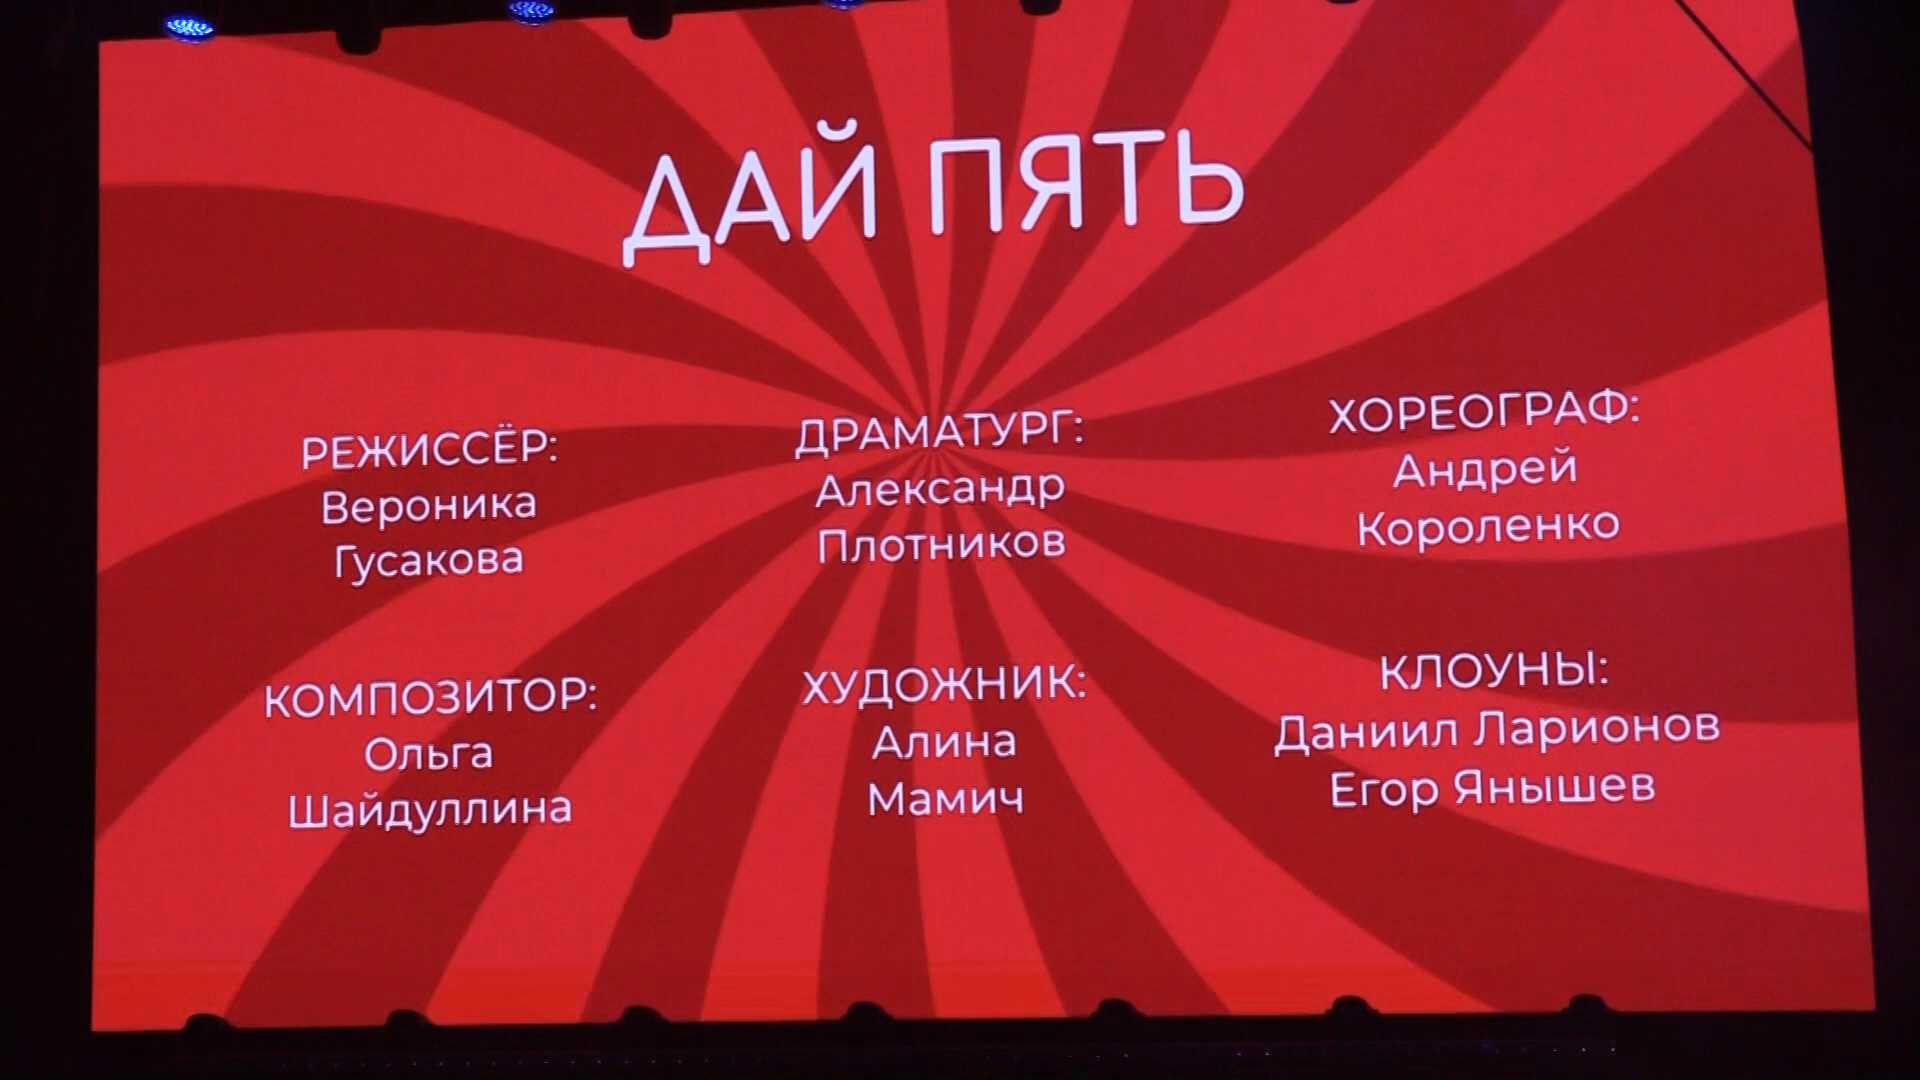 ДАЙ ПЯТЬ
РЕЖИССЁР:
Вероника
Гусакова
ДРАМАТУРГ:
Александр
Плотников
ХОРЕОГРАФ:
Андрей
Короленко
КОМПОЗИТОР:
Ольга
Шайдуллина
ХУДОЖНИК:
Алина
Мамич
КЛОУНЫ:
Даниил Ларионов
Егор Янышев